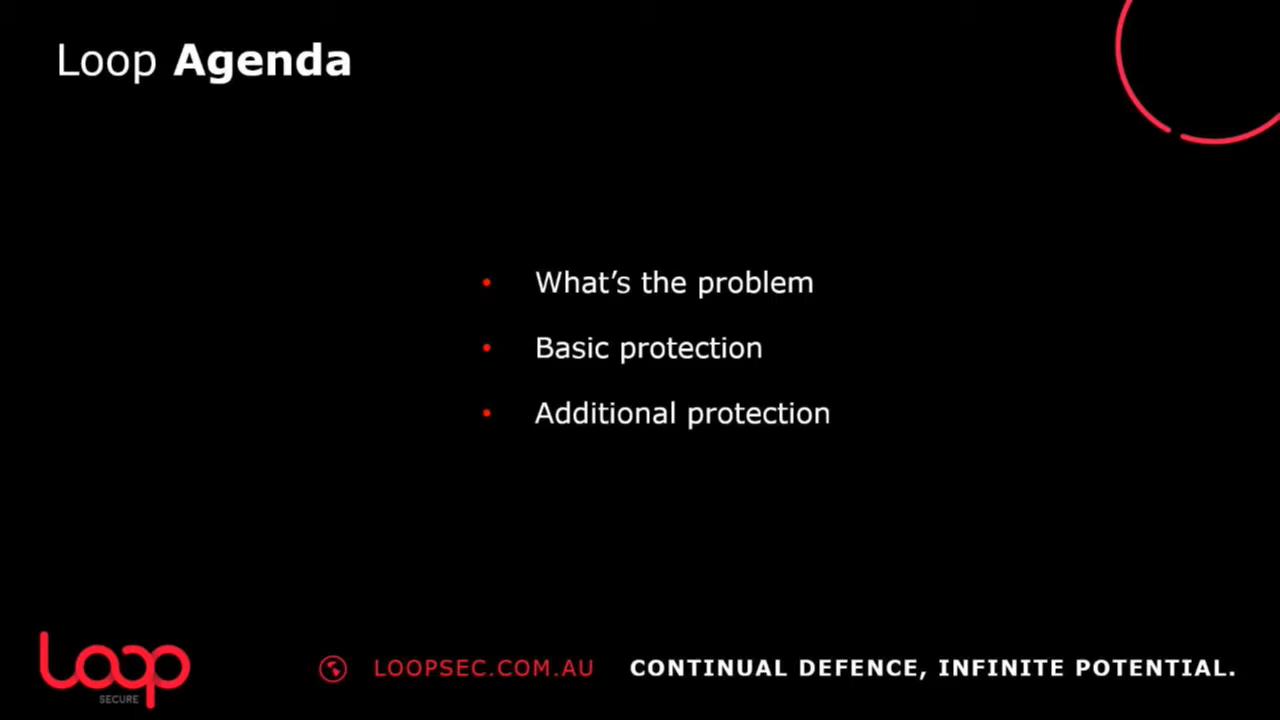 Loop Agenda
• What's the problem
• Basic protection
• Additional protection
Loop
SECURE
LOOPSEC.COM.AU
CONTINUAL DEFENCE, INFINITE POTENTIAL.